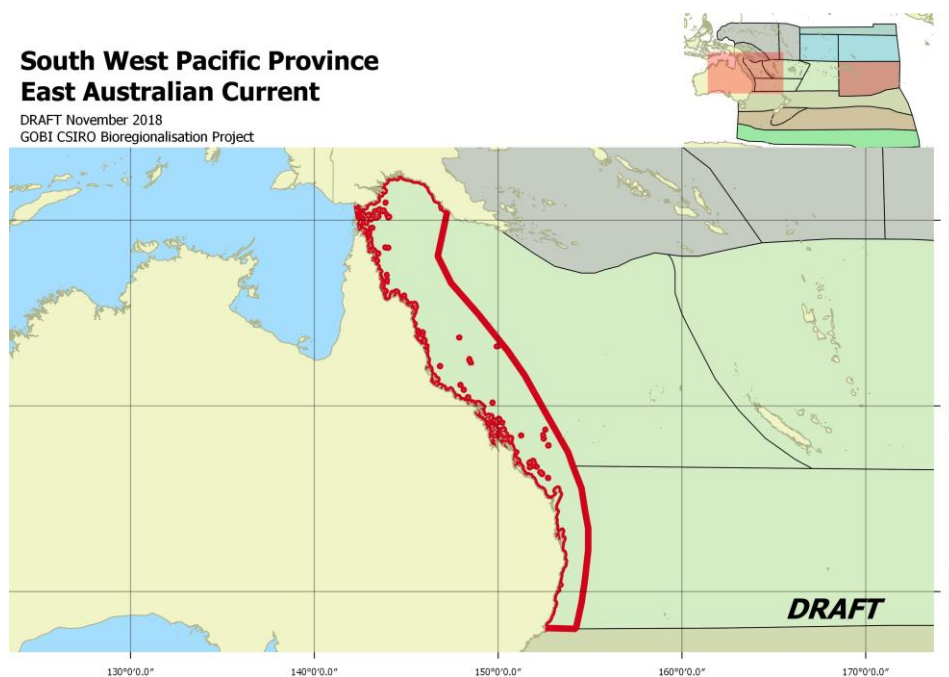 South West Pacific Province
East Australian Current
DRAFT November 2018
GOBI CSIRO Bioregionalisation Project
DRAFT
130°0'0.0" 140°0'0.0" 150°0'0.0" 160°0'0.0" 170°0'0.0"